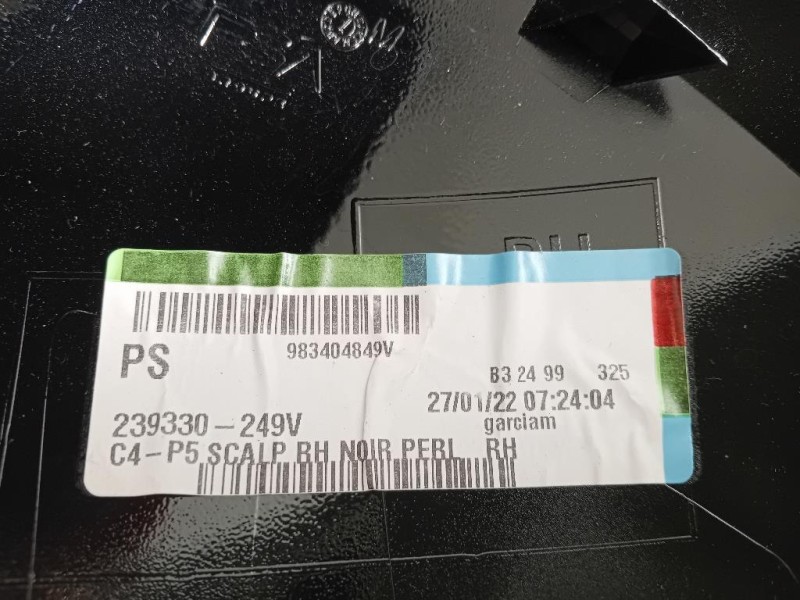 RH
983404849V
PS
B3 24 99 325
27/01/22 07:24:04
239330-249V
garciam
C4-P5 SCALP RH NOIR PERL RH